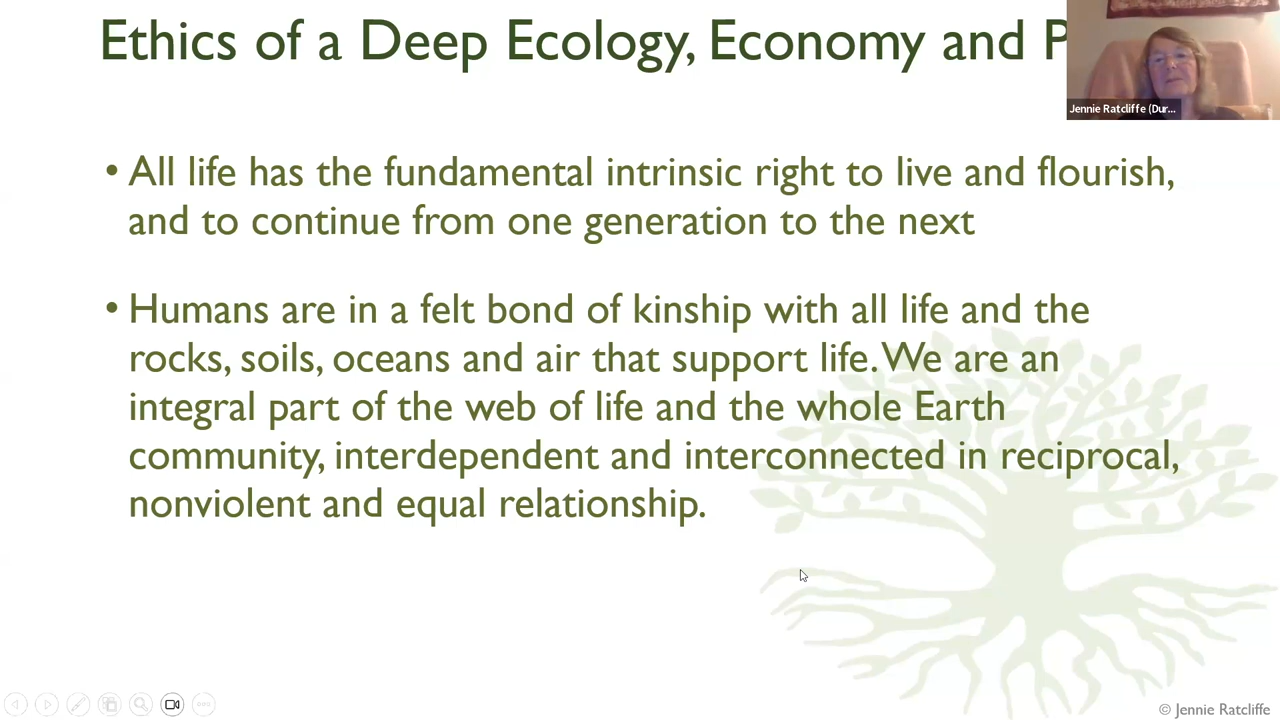 Ethics of a Deep Ecology, Economy and P
Jennie Ratcliffe (Dur...
• All life has the fundamental intrinsic right to live and flourish,
and to continue from one generation to the next
• Humans are in a felt bond of kinship with all life and the
rocks, soils, oceans and air that support life. We are an
integral part of the web of life and the whole Earth
community, interdependent and interconnected in reciprocal,
nonviolent and equal relationship.
© Jennie Ratcliffe